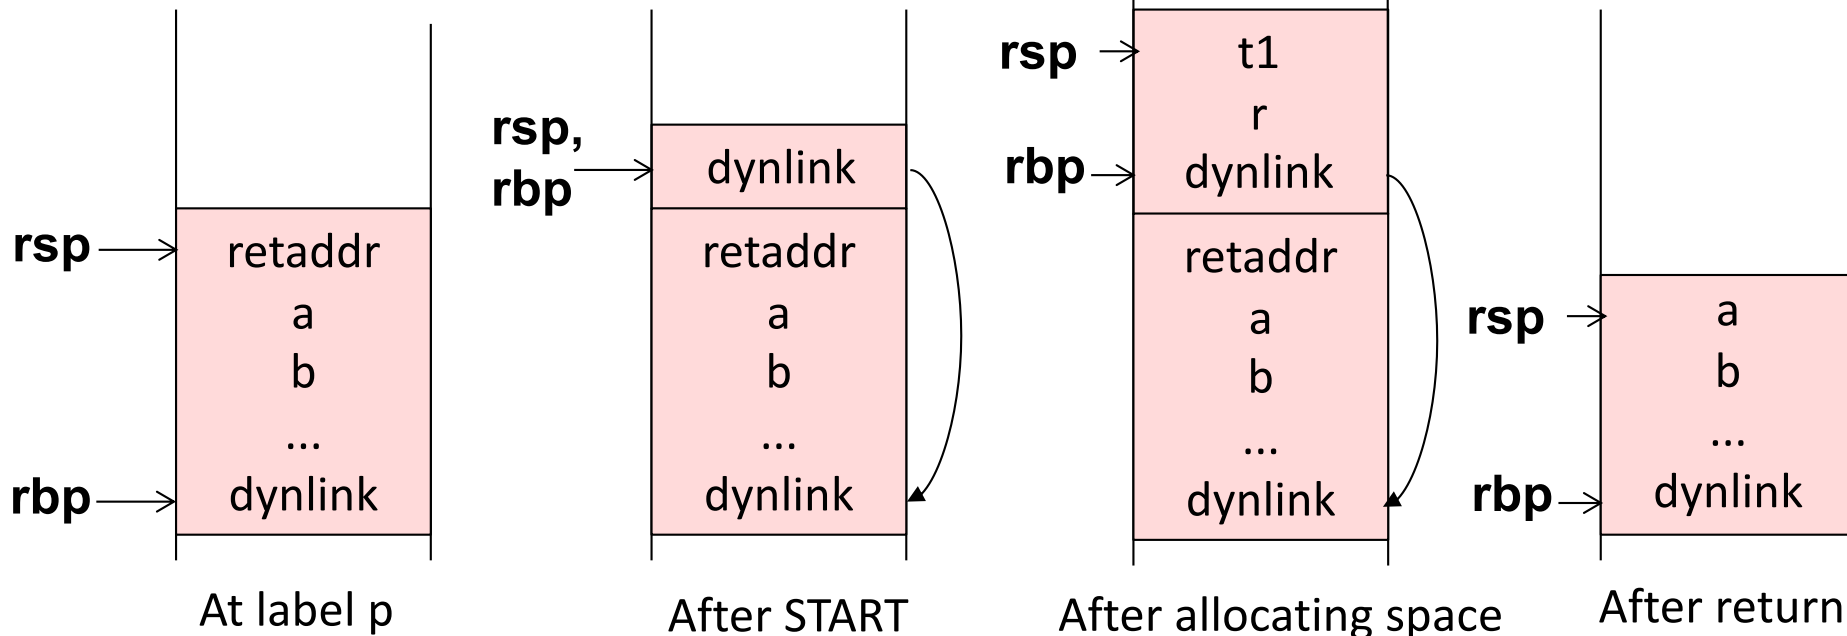 rsp
retaddr
a
b
...
rbp
dynlink
At label p
rsp,
rbp
dynlink
retaddr
a
b
...
dynlink
After START
rsp
t1
r
rbp
dynlink
retaddr
a
b
...
dynlink
After allocating space
rsp
a
b
...
rbp
dynlink
After return